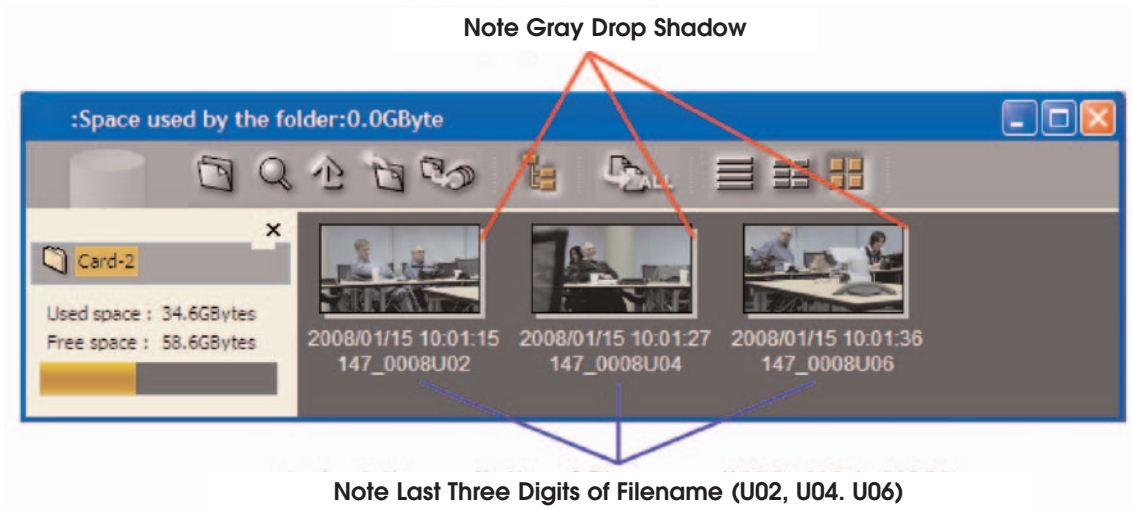 Note Gray Drop Shadow
:Space used by the folder:0.0GByte
ALL
Card-2
Used space : 34.6GBytes
Free space : 58.6GBytes
2008/01/15 10:01:15
147_0008U02
2008/01/15 10:01:27
147_0008U04
2008/01/15 10:01:36
147_0008U06
Note Last Three Digits of Filename (U02, U04. U06)